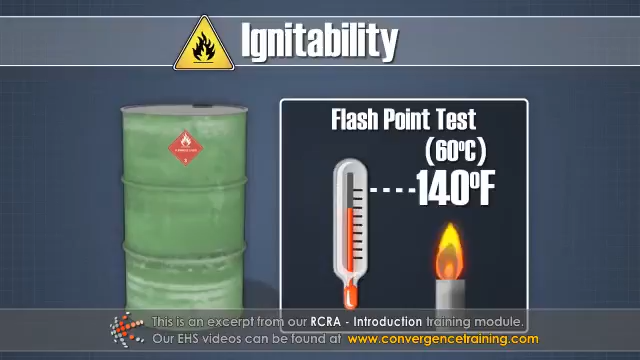 Ignitability
Flash Point Test
(60ºC)
140ºF
This is an excerpt from our RCRA - Introduction training module.
Our EHS videos can be found at www.convergencetraining.com